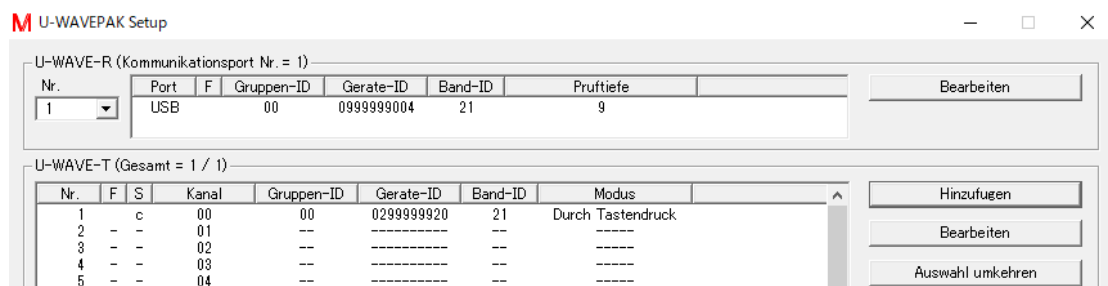 M U-WAVEPAK Setup
U-WAVE-R (Kommunikationsport Nr. = 1)
Nr. Port F Gruppen-ID Gerate-ID Band-ID Pruftiefe Bearbeiten
1 USB 00 0999999004 21 9
U-WAVE-T (Gesamt = 1 / 1)
Nr. F S Kanal Gruppen-ID Gerate-ID Band-ID Modus Hinzufugen
1 c 00 00 0299999920 21 Durch Tastendruck
2 - - 01 -- ---------- -- ----- Bearbeiten
3 - - 02 -- ---------- -- -----
4 - - 03 -- ---------- -- ----- Auswahl umkehren
5 - - 04 -- ---------- -- -----